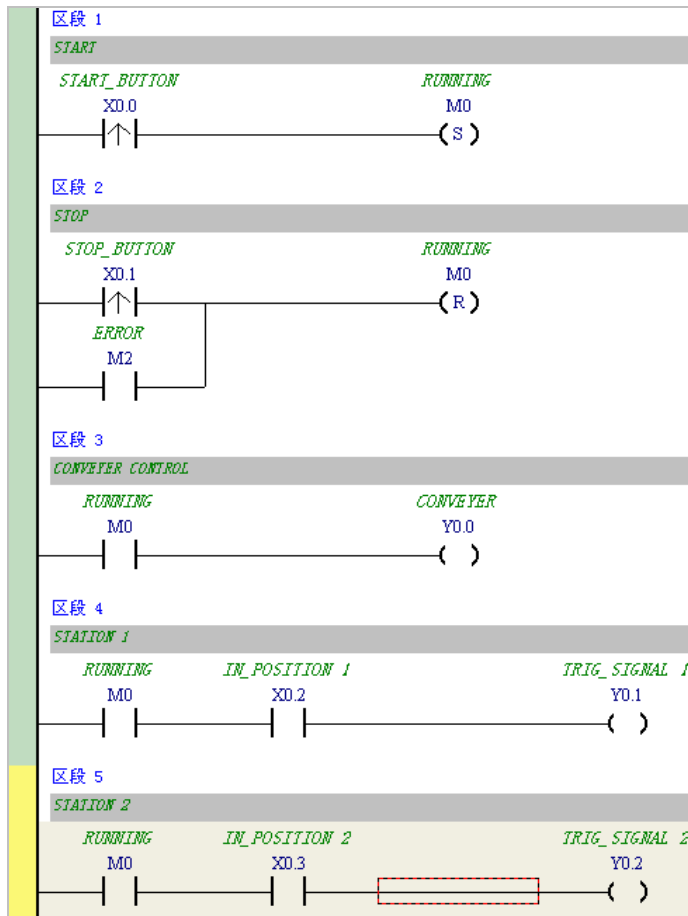 区段 1
START
START_BUTTON RUNNING
X0.0 M0
S
区段 2
STOP
STOP_BUTTON RUNNING
X0.1 M0
R
ERROR
M2
区段 3
CONVEYER CONTROL
RUNNING CONVEYER
M0 Y0.0
区段 4
STATION 1
RUNNING IN_POSITION 1 TRIG_SIGNAL 1
M0 X0.2 Y0.1
区段 5
STATION 2
RUNNING IN_POSITION 2 TRIG_SIGNAL 2
M0 X0.3 Y0.2